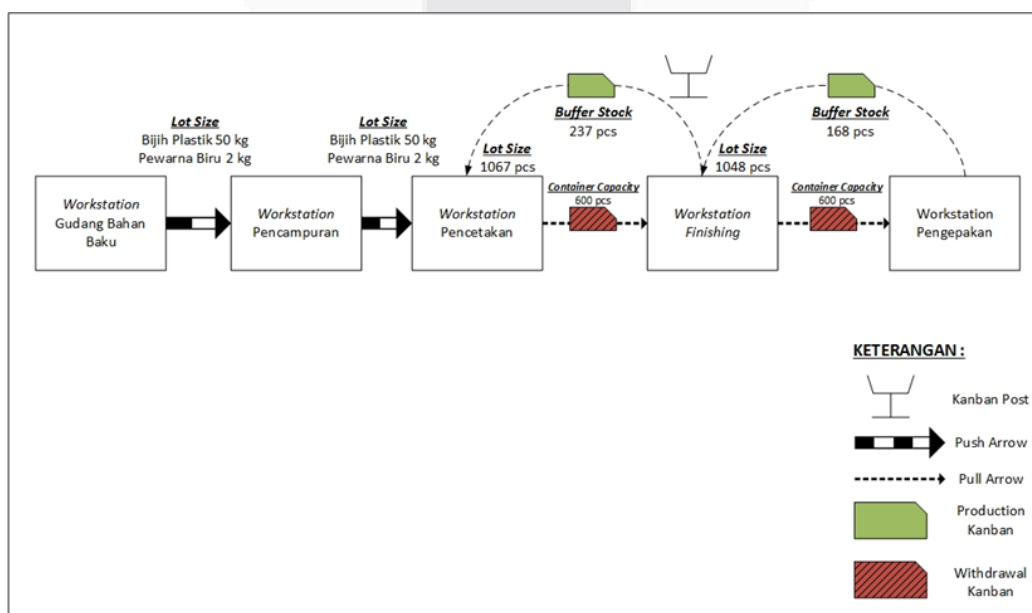 Buffer Stock
237 pcs
Buffer Stock
168 pcs
Lot Size
Bijih Plastik 50 kg
Pewarna Biru 2 kg
Lot Size
Bijih Plastik 50 kg
Pewarna Biru 2 kg
Lot Size
1067 pcs
Lot Size
1048 pcs
Container Capacity
600 pcs
Container Capacity
600 pcs
Workstation
Gudang Bahan
Baku
Workstation
Pencampuran
Workstation
Pencetakan
Workstation
Finishing
Workstation
Pengepakan
KETERANGAN :
Kanban Post
Push Arrow
Pull Arrow
Production
Kanban
Withdrawal
Kanban